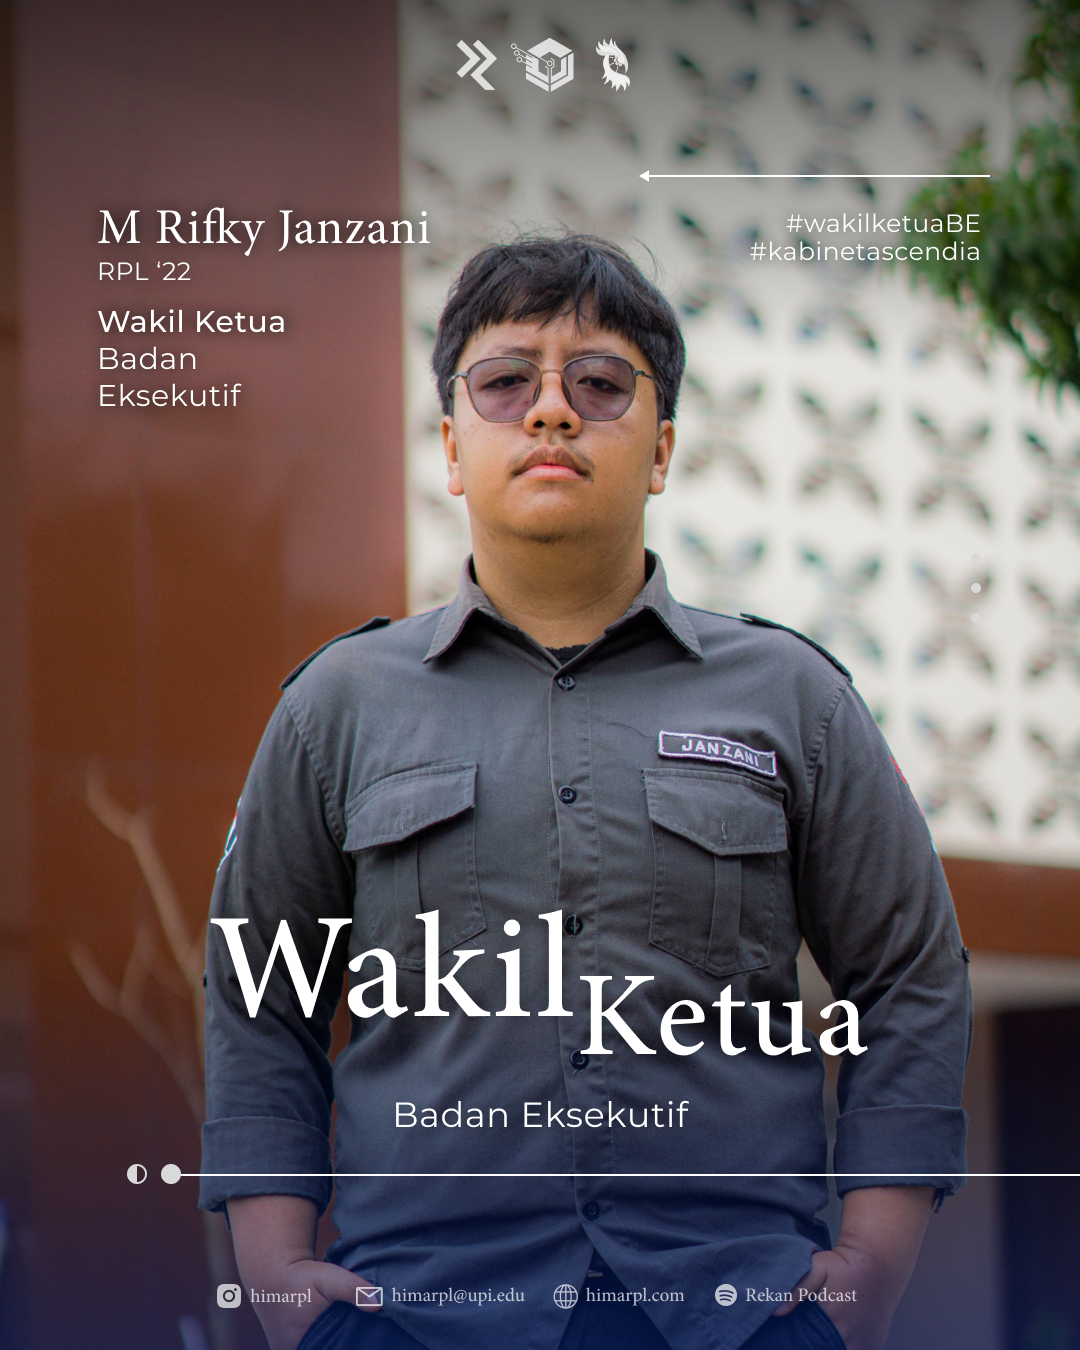 M Rifky Janzani
RPL ‘22
Wakil Ketua
Badan
Eksekutif
#wakilketuaBE
#kabinetascendia
JANZANI
Wakil
Ketua
Badan Eksekutif
himarpl
himarpl@upi.edu
himarpl.com
Rekan Podcast